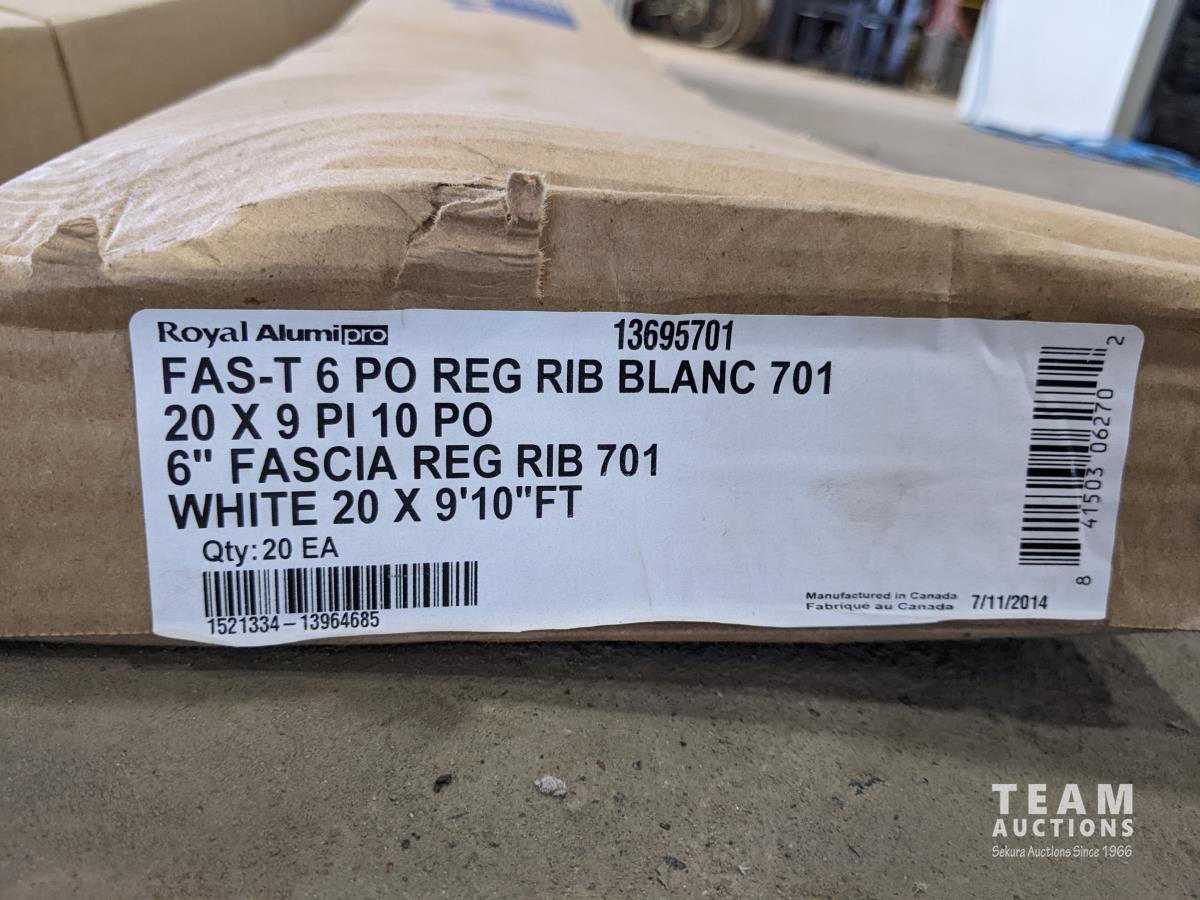 Royal Alumipro
13695701
FAS-T 6 PO REG RIB BLANC 701
20 X 9 PI 10 PO
6" FASCIA REG RIB 701
WHITE 20 X 9'10"FT
Qty: 20 EA
1521334-13964685
Manufactured in Canada
Fabriqué au Canada
7/11/2014
8 41503 06270 2
TEAM
AUCTIONS
Sekura Auctions Since 1966